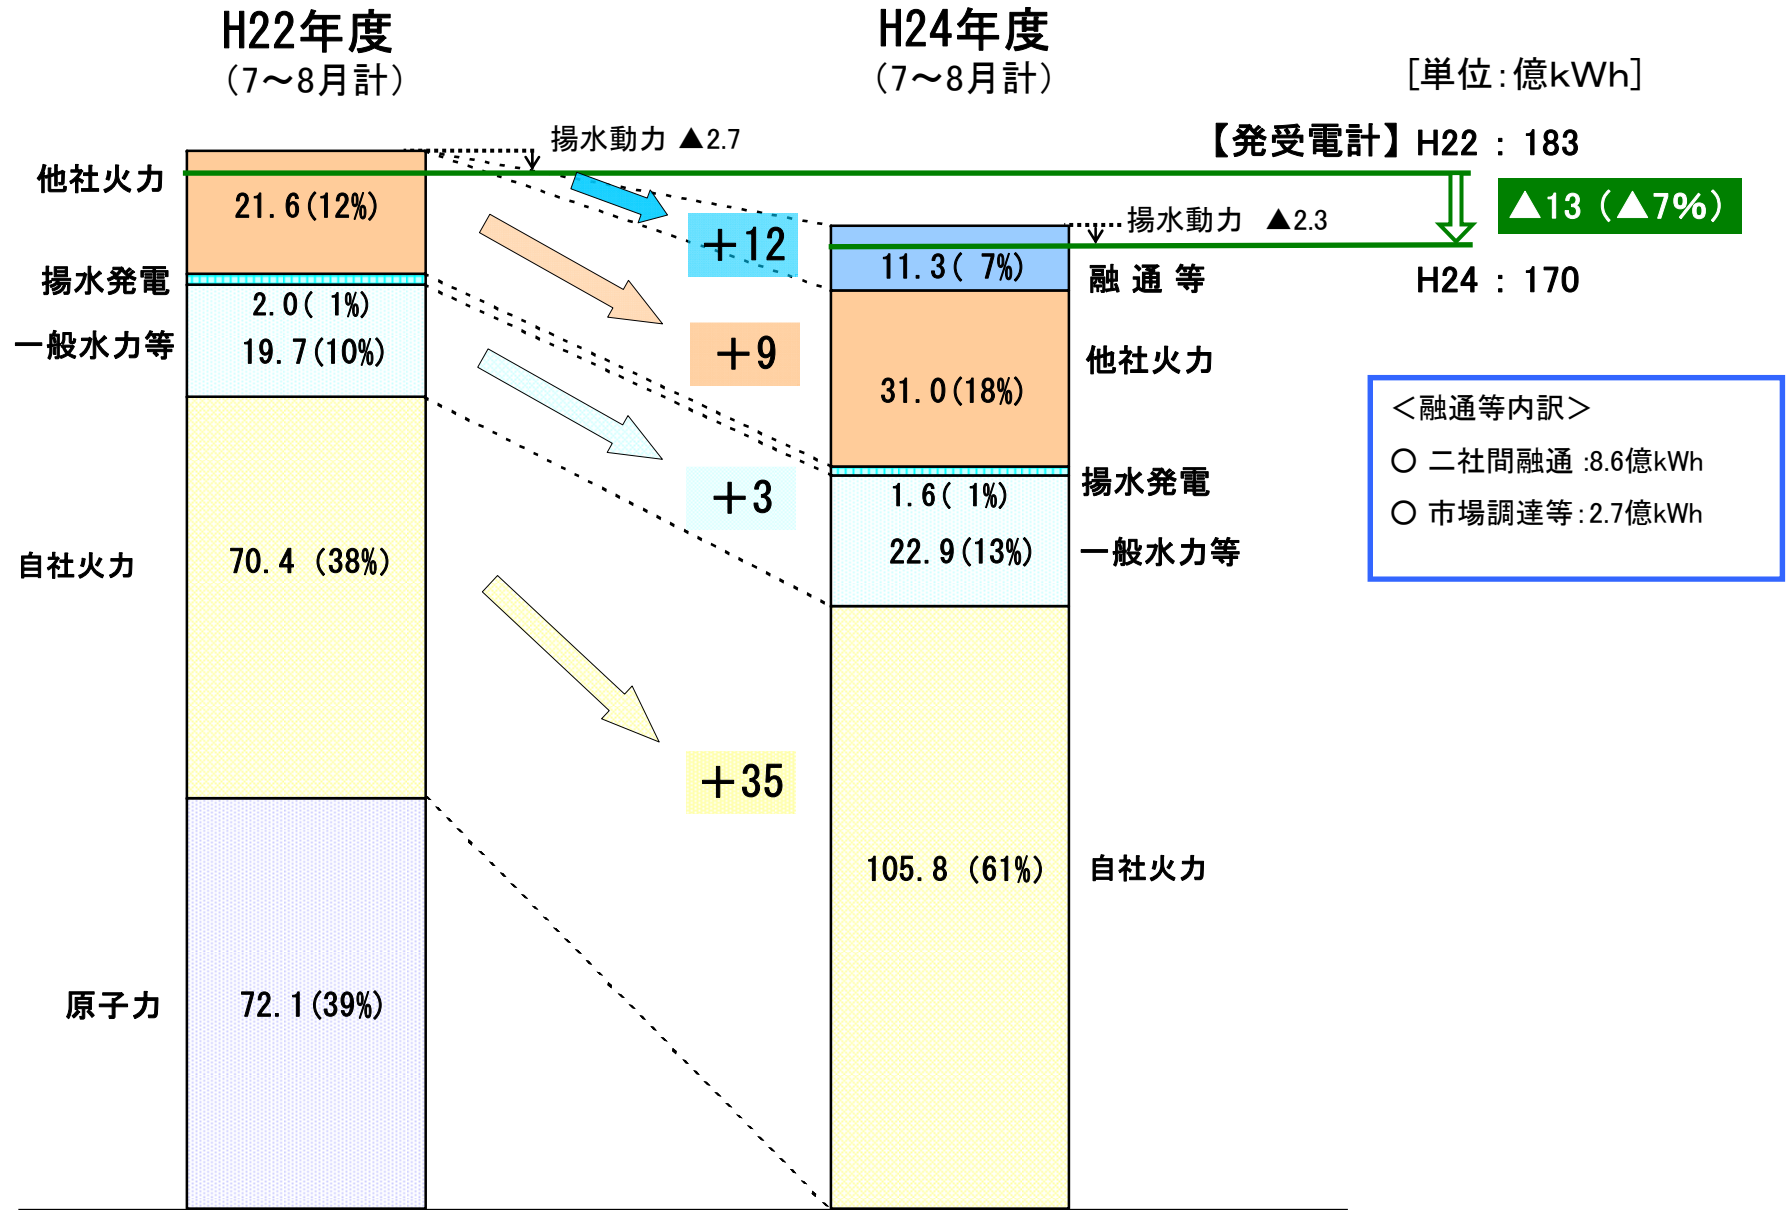 H22年度
(7～8月計)
H24年度
(7～8月計)
[単位：億kWh]
揚水動力 ▲2.7
【発受電計】 H22 : 183
▲13 (▲7%)
H24 : 170
他社火力
21.6(12%)
揚水発電
2.0( 1%)
一般水力等
19.7(10%)
自社火力
70.4 (38%)
原子力
72.1(39%)
＋12
＋9
＋3
＋35
揚水動力 ▲2.3
11.3( 7%)
融通等
31.0(18%)
他社火力
揚水発電
1.6( 1%)
22.9(13%)
一般水力等
105.8 (61%)
自社火力
＜融通等内訳＞
○ 二社間融通：8.6億kWh
○ 市場調達等：2.7億kWh